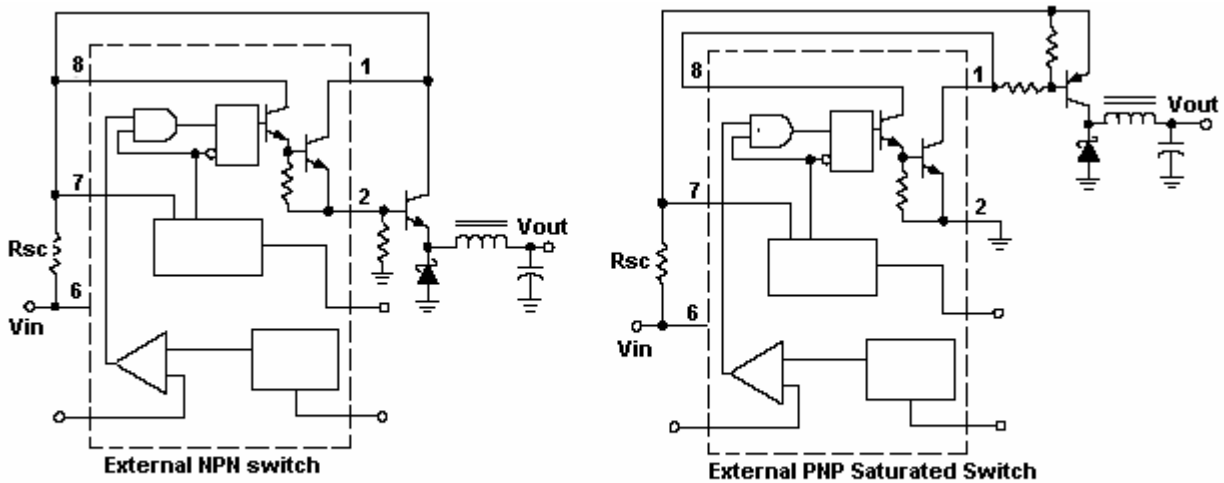 8
1
7
2
Rsc
Vout
6
Vin
External NPN switch
8
1
Vout
7
2
Rsc
6
Vin
External PNP Saturated Switch